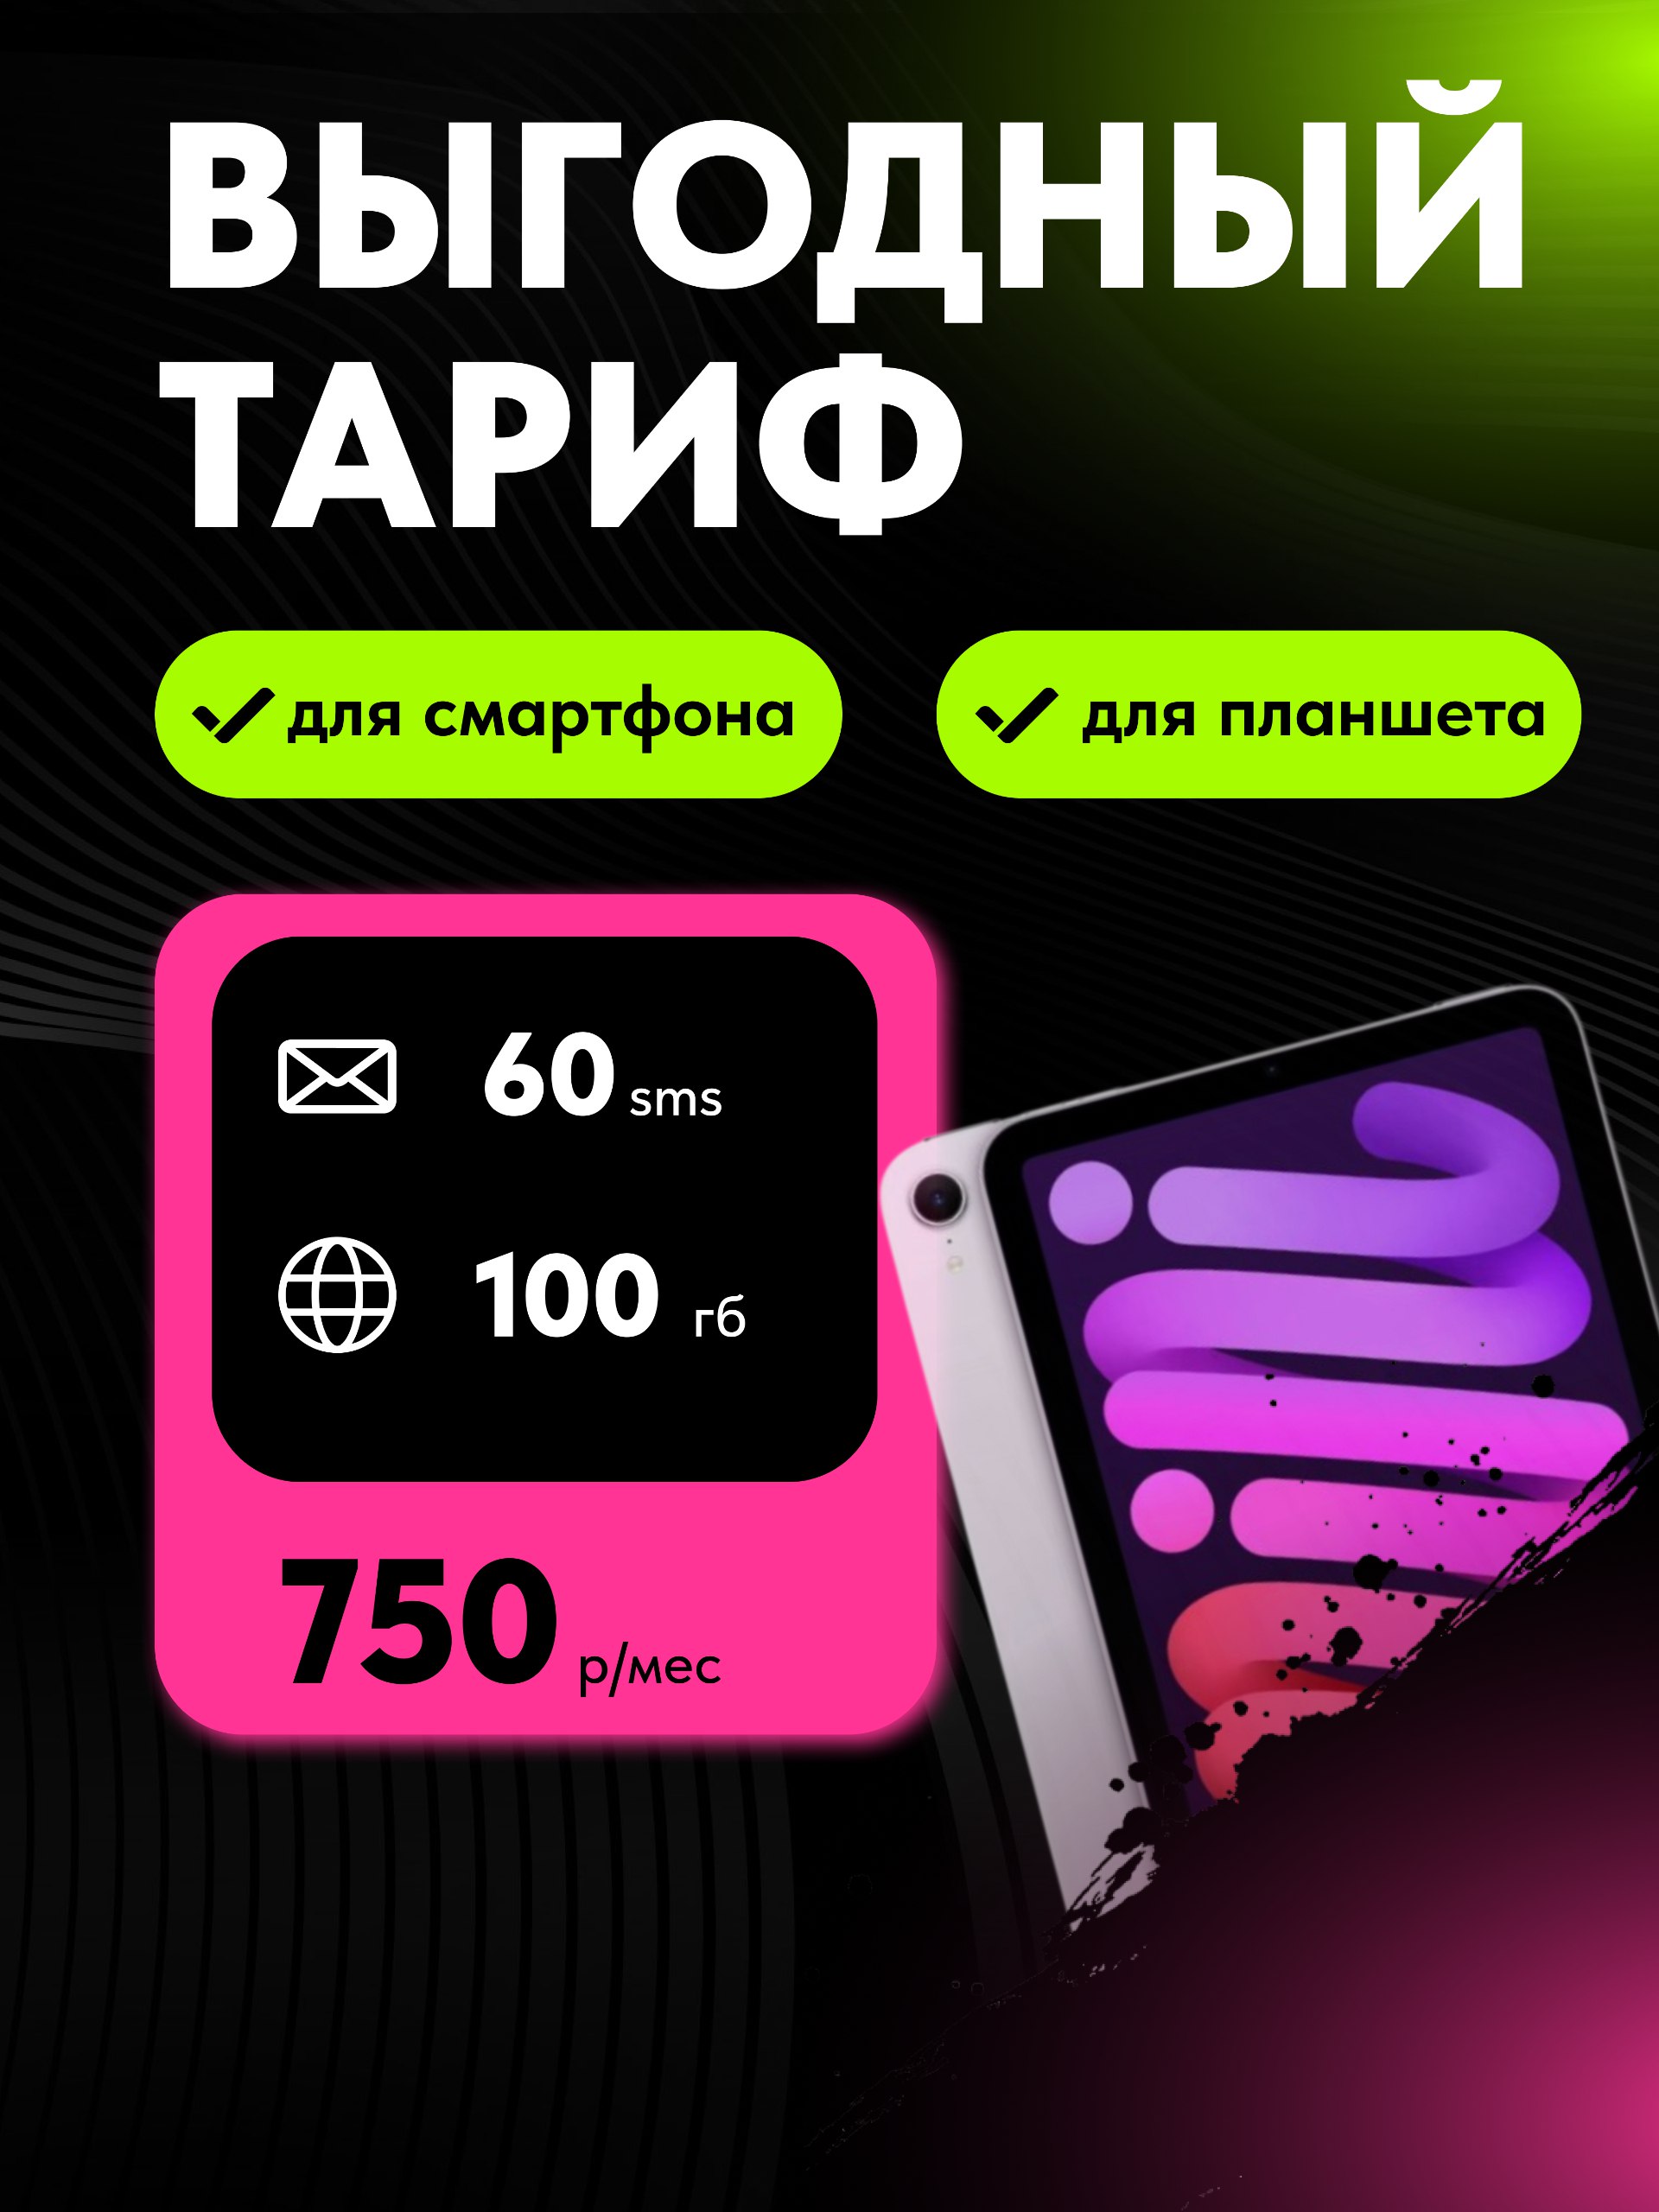 ВЫГОДНЫЙ
ТАРИФ
для смартфона
для планшета
60 sms
100 гб
750 р/мес